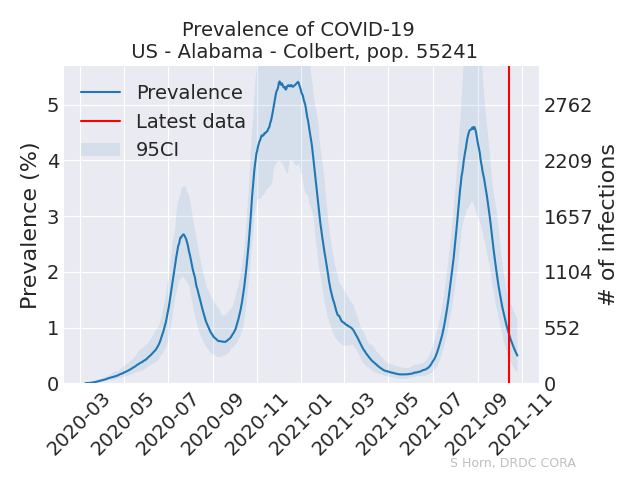 Prevalence of COVID-19
US - Alabama - Colbert, pop. 55241
Prevalence
Latest data
95CI
Prevalence (%)
5
4
3
2
1
0
2762
2209
1657
1104
552
0
# of infections
2020-03
2020-05
2020-07
2020-09
2020-11
2021-01
2021-03
2021-05
2021-07
2021-09
2021-11
S Horn, DRDC CORA